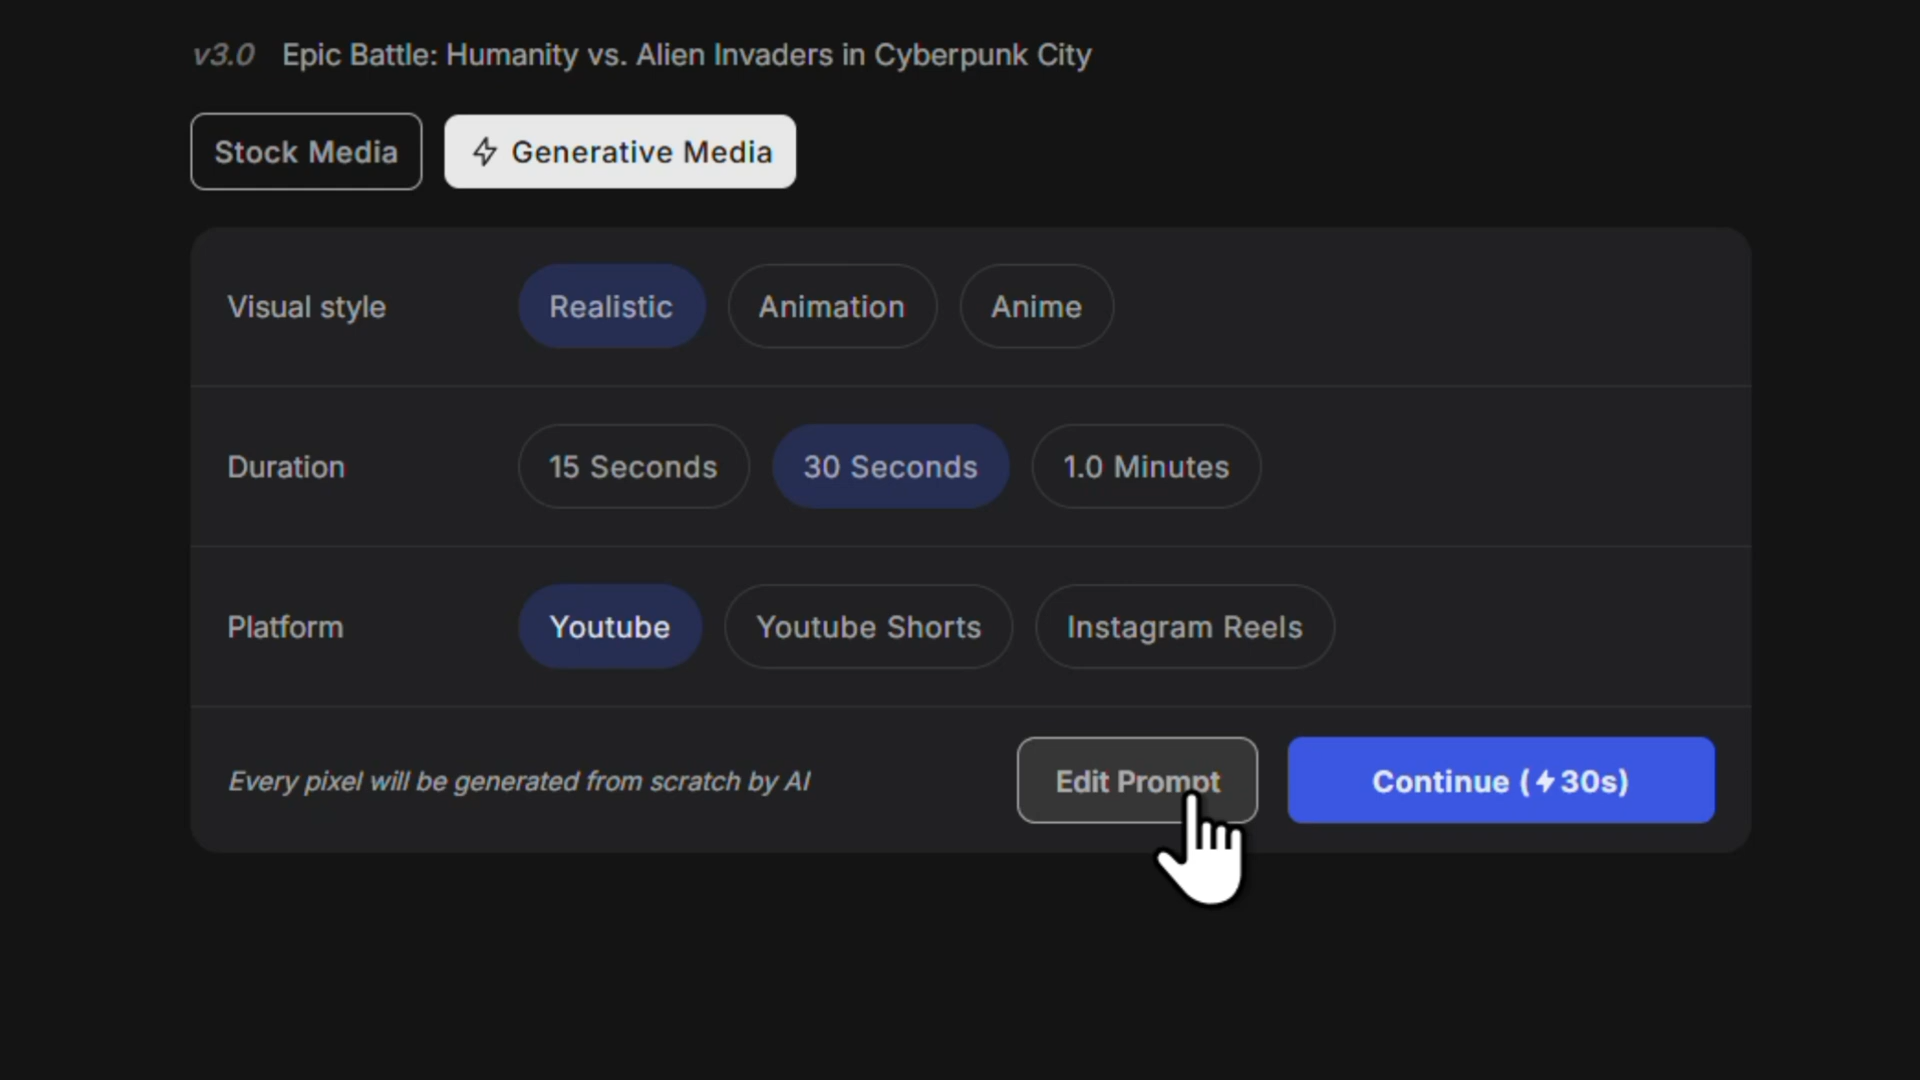 v3.0 Epic Battle: Humanity vs. Alien Invaders in Cyberpunk City
Stock Media Generative Media
Visual style Realistic Animation Anime
Duration 15 Seconds 30 Seconds 1.0 Minutes
Platform Youtube Youtube Shorts Instagram Reels
Every pixel will be generated from scratch by AI Edit Prompt Continue (⚡30s)